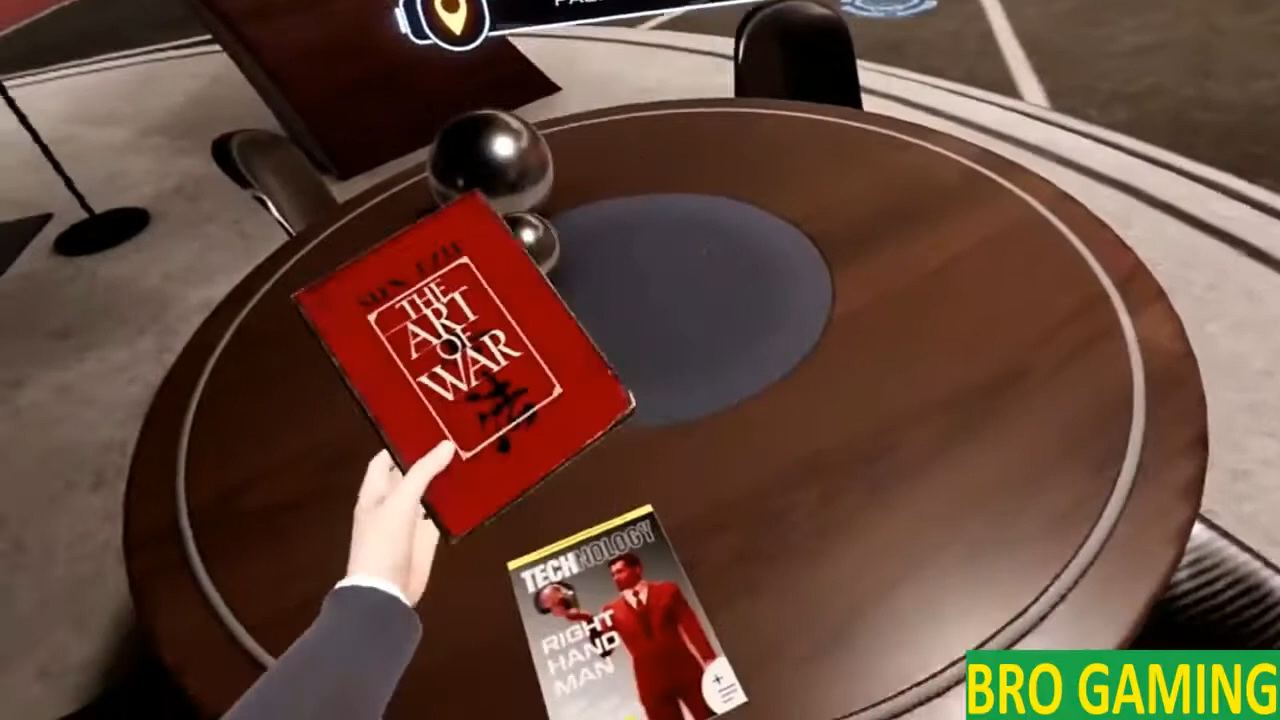 SUN TZU
THE
ART
OF
WAR
TECHNOLOGY
RIGHT
HAND
MAN
BRO GAMING